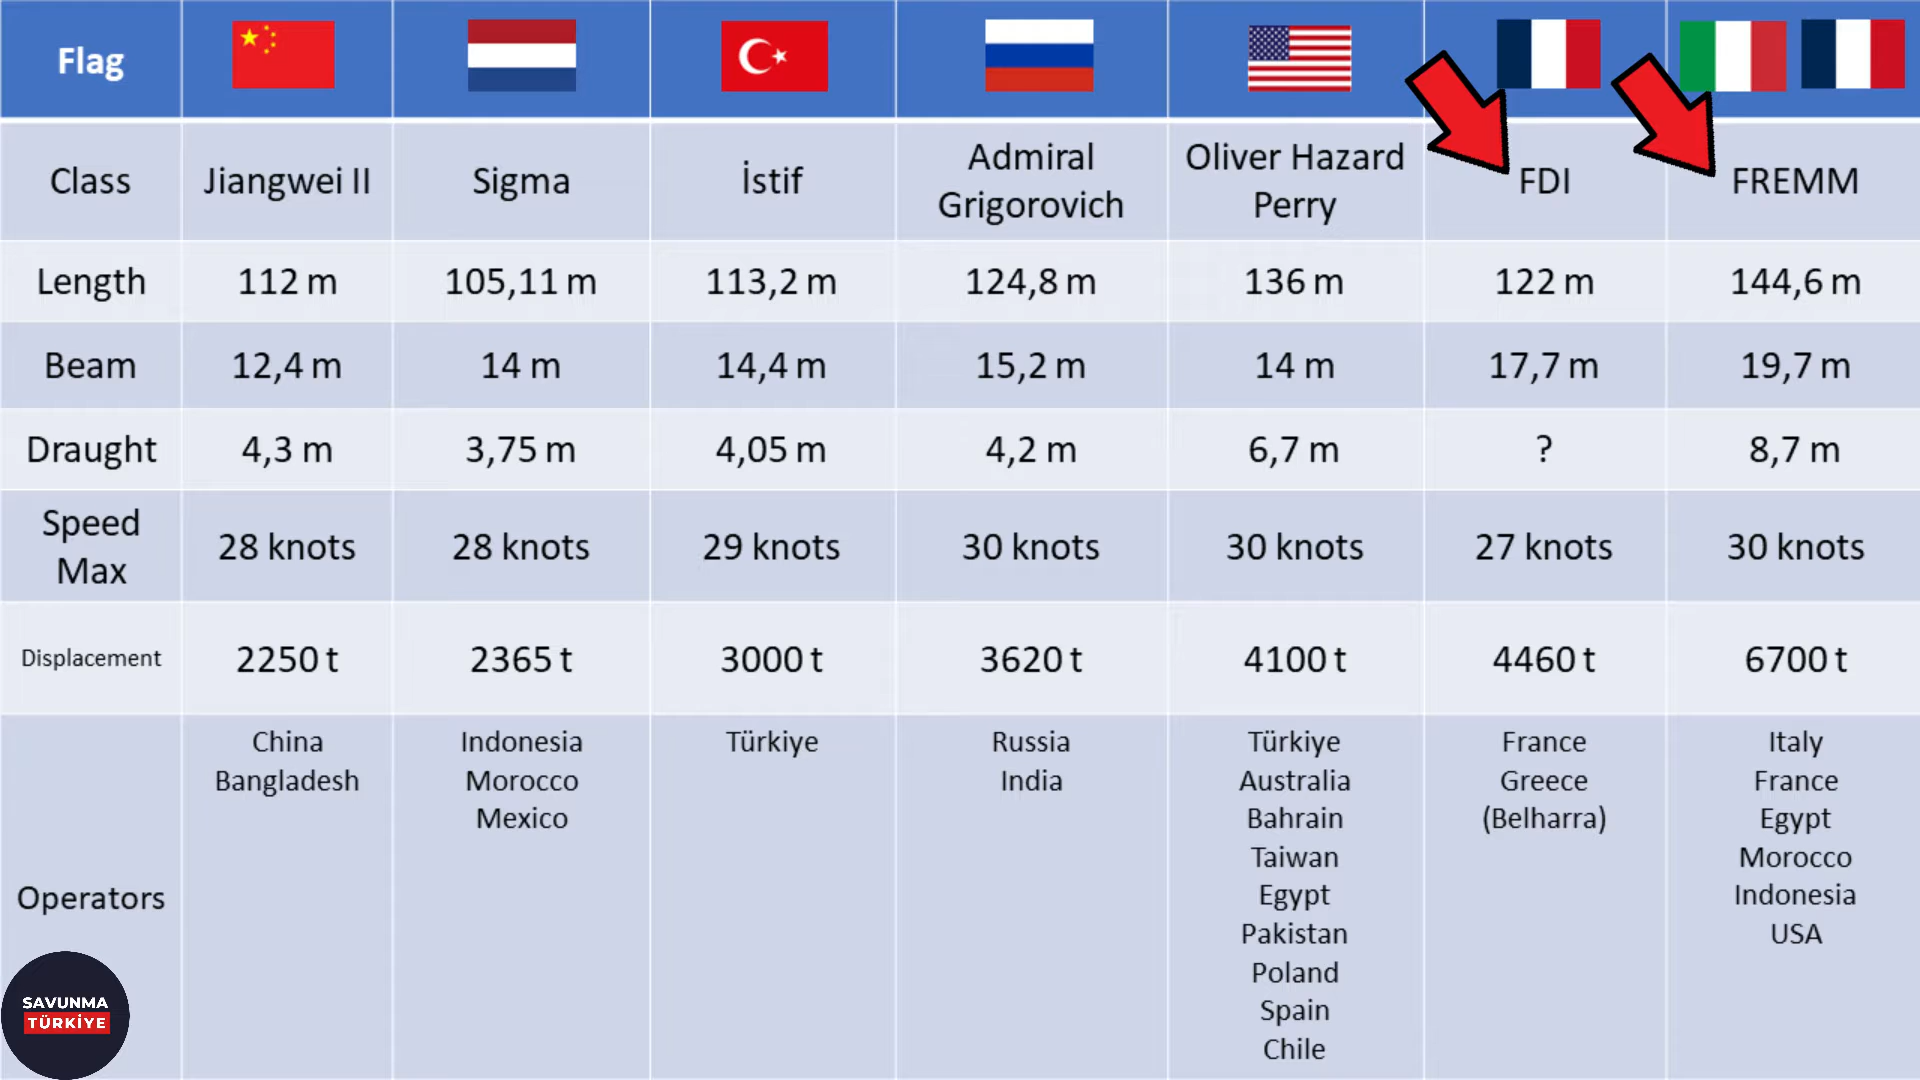 Flag
Class Jiangwei II Sigma İstif Admiral Grigorovich Oliver Hazard Perry FDI FREMM
Length 112 m 105,11 m 113,2 m 124,8 m 136 m 122 m 144,6 m
Beam 12,4 m 14 m 14,4 m 15,2 m 14 m 17,7 m 19,7 m
Draught 4,3 m 3,75 m 4,05 m 4,2 m 6,7 m ? 8,7 m
Speed Max 28 knots 28 knots 29 knots 30 knots 30 knots 27 knots 30 knots
Displacement 2250 t 2365 t 3000 t 3620 t 4100 t 4460 t 6700 t
Operators
China
Bangladesh
Indonesia
Morocco
Mexico
Türkiye
Russia
India
Türkiye
Australia
Bahrain
Taiwan
Egypt
Pakistan
Poland
Spain
Chile
France
Greece
(Belharra)
Italy
France
Egypt
Morocco
Indonesia
USA
SAVUNMA
TÜRKİYE